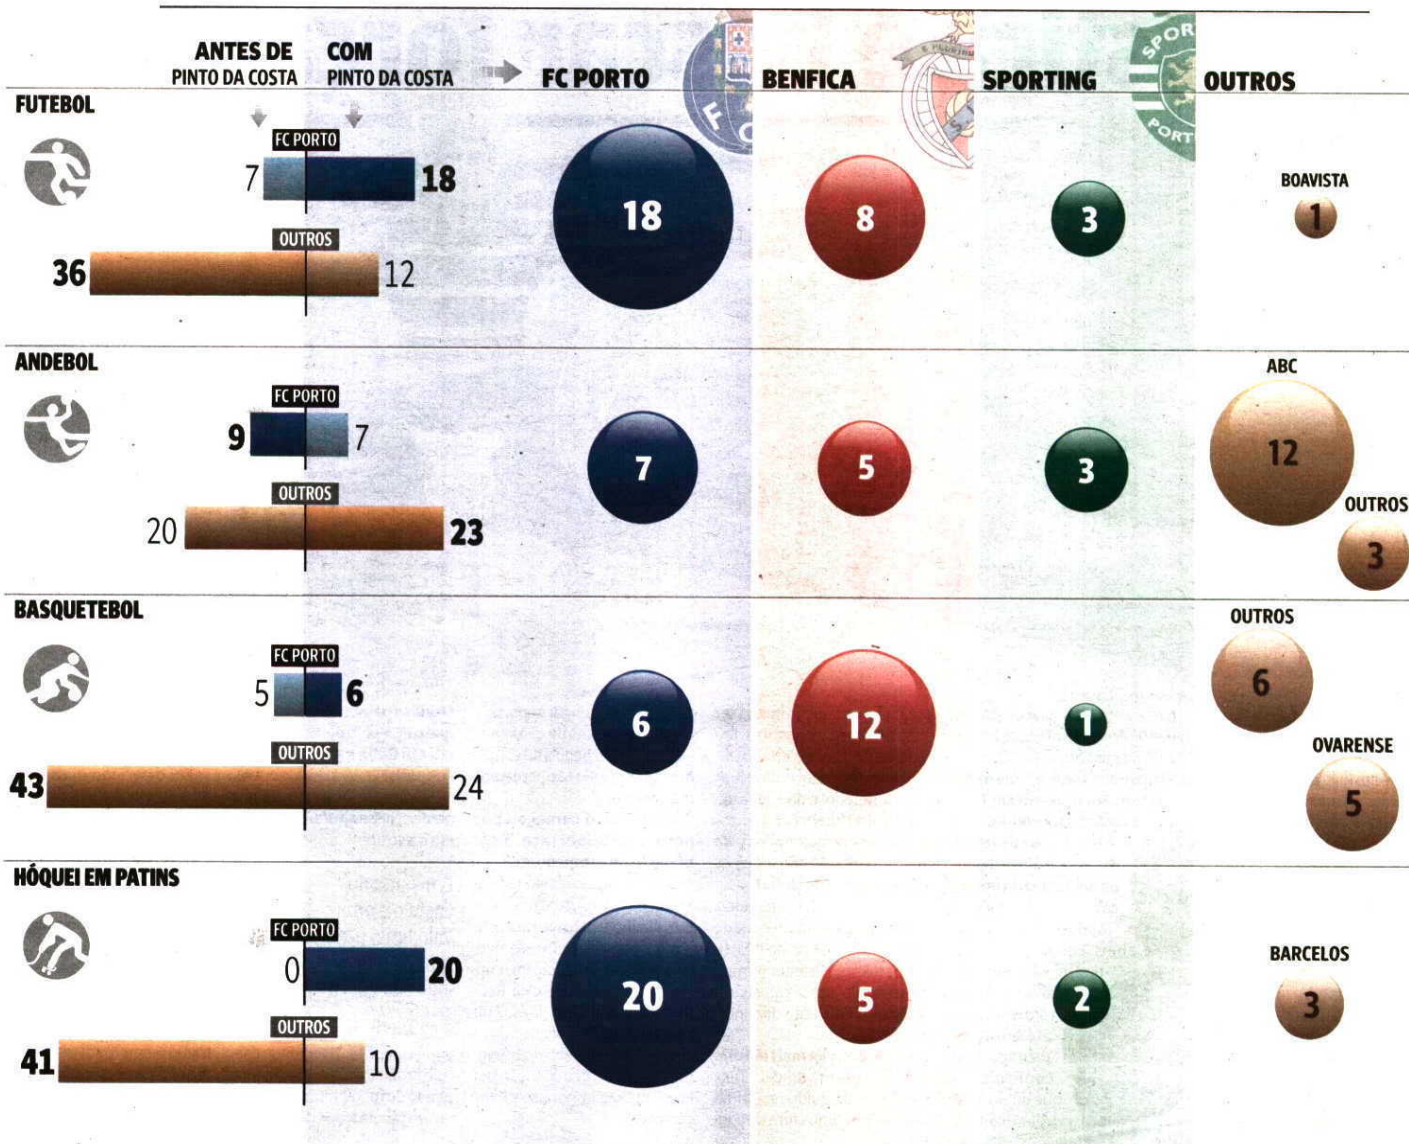 ANTES DE
PINTO DA COSTA
COM
PINTO DA COSTA
FC PORTO
BENFICA
SPORTING
OUTROS
E PLURIBU
SPOR
PORT
FUTEBOL
FC PORTO
7
18
OUTROS
36
12
18
8
3
BOAVISTA
1
ANDEBOL
FC PORTO
9
7
OUTROS
20
23
7
5
3
ABC
12
OUTROS
3
BASQUETEBOL
FC PORTO
5
6
OUTROS
43
24
6
12
1
OUTROS
6
OVARENSE
5
HÓQUEI EM PATINS
FC PORTO
0
20
OUTROS
41
10
20
5
2
BARCELOS
3